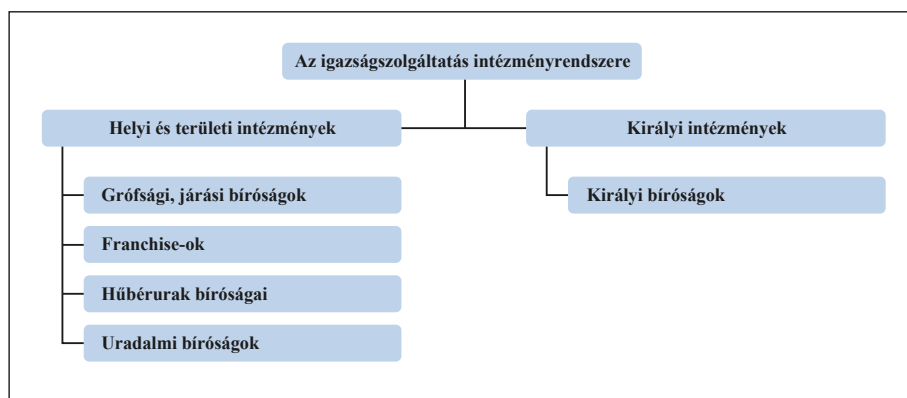 Az igazságszolgáltatás intézményrendszere
Helyi és területi intézmények
Királyi intézmények
Grófsági, járási bíróságok
Királyi bíróságok
Franchise-ok
Hűbérurak bíróságai
Uradalmi bíróságok